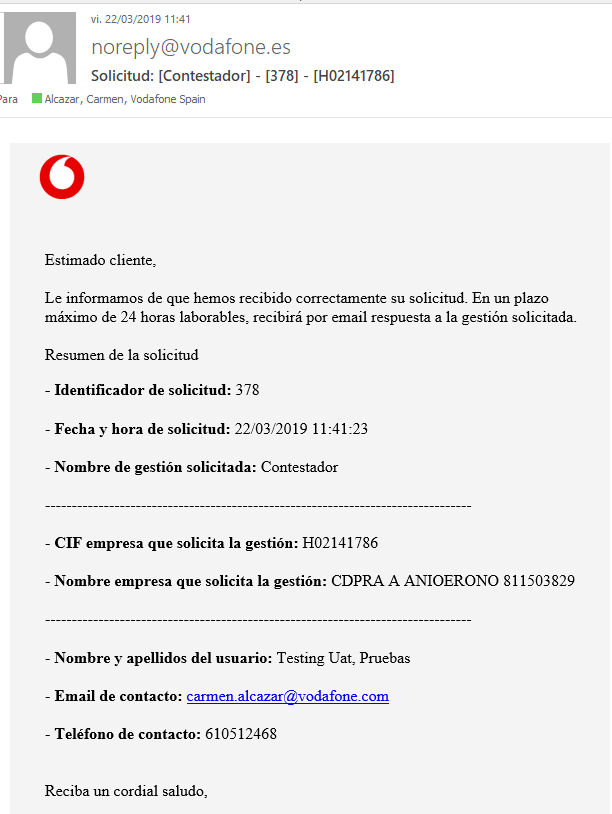 vi. 22/03/2019 11:41
noreply@vodafone.es
Solicitud: [Contestador] - [378] - [H02141786]
Para Alcazar, Carmen, Vodafone Spain
Estimado cliente,
Le informamos de que hemos recibido correctamente su solicitud. En un plazo
máximo de 24 horas laborables, recibirá por email respuesta a la gestión solicitada.
Resumen de la solicitud
- Identificador de solicitud: 378
- Fecha y hora de solicitud: 22/03/2019 11:41:23
- Nombre de gestión solicitada: Contestador
--------------------------------------------------------------------------------
- CIF empresa que solicita la gestión: H02141786
- Nombre empresa que solicita la gestión: CDPRA A ANIOERONO 811503829
--------------------------------------------------------------------------------
- Nombre y apellidos del usuario: Testing Uat, Pruebas
- Email de contacto: carmen.alcazar@vodafone.com
- Teléfono de contacto: 610512468
Reciba un cordial saludo,